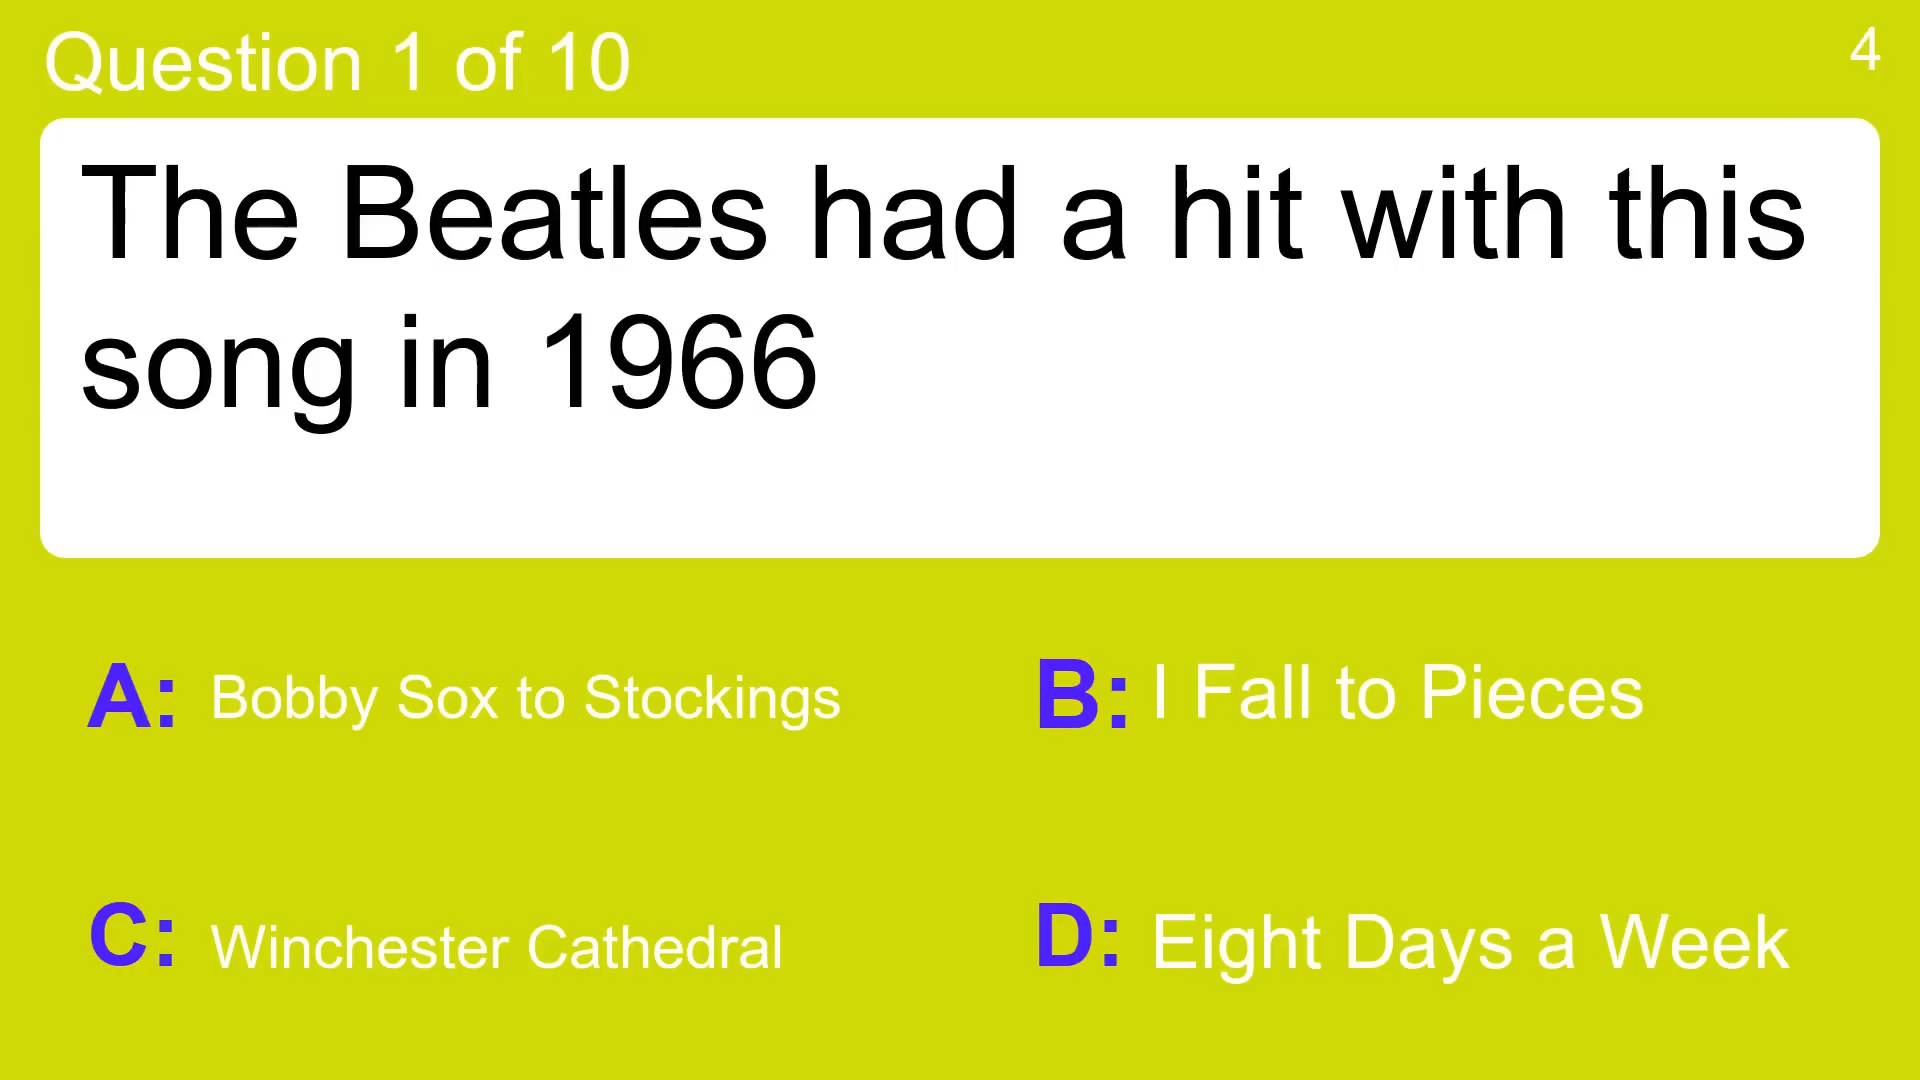 Question 1 of 10
4
The Beatles had a hit with this
song in 1966
A: Bobby Sox to Stockings
B: I Fall to Pieces
C: Winchester Cathedral
D: Eight Days a Week